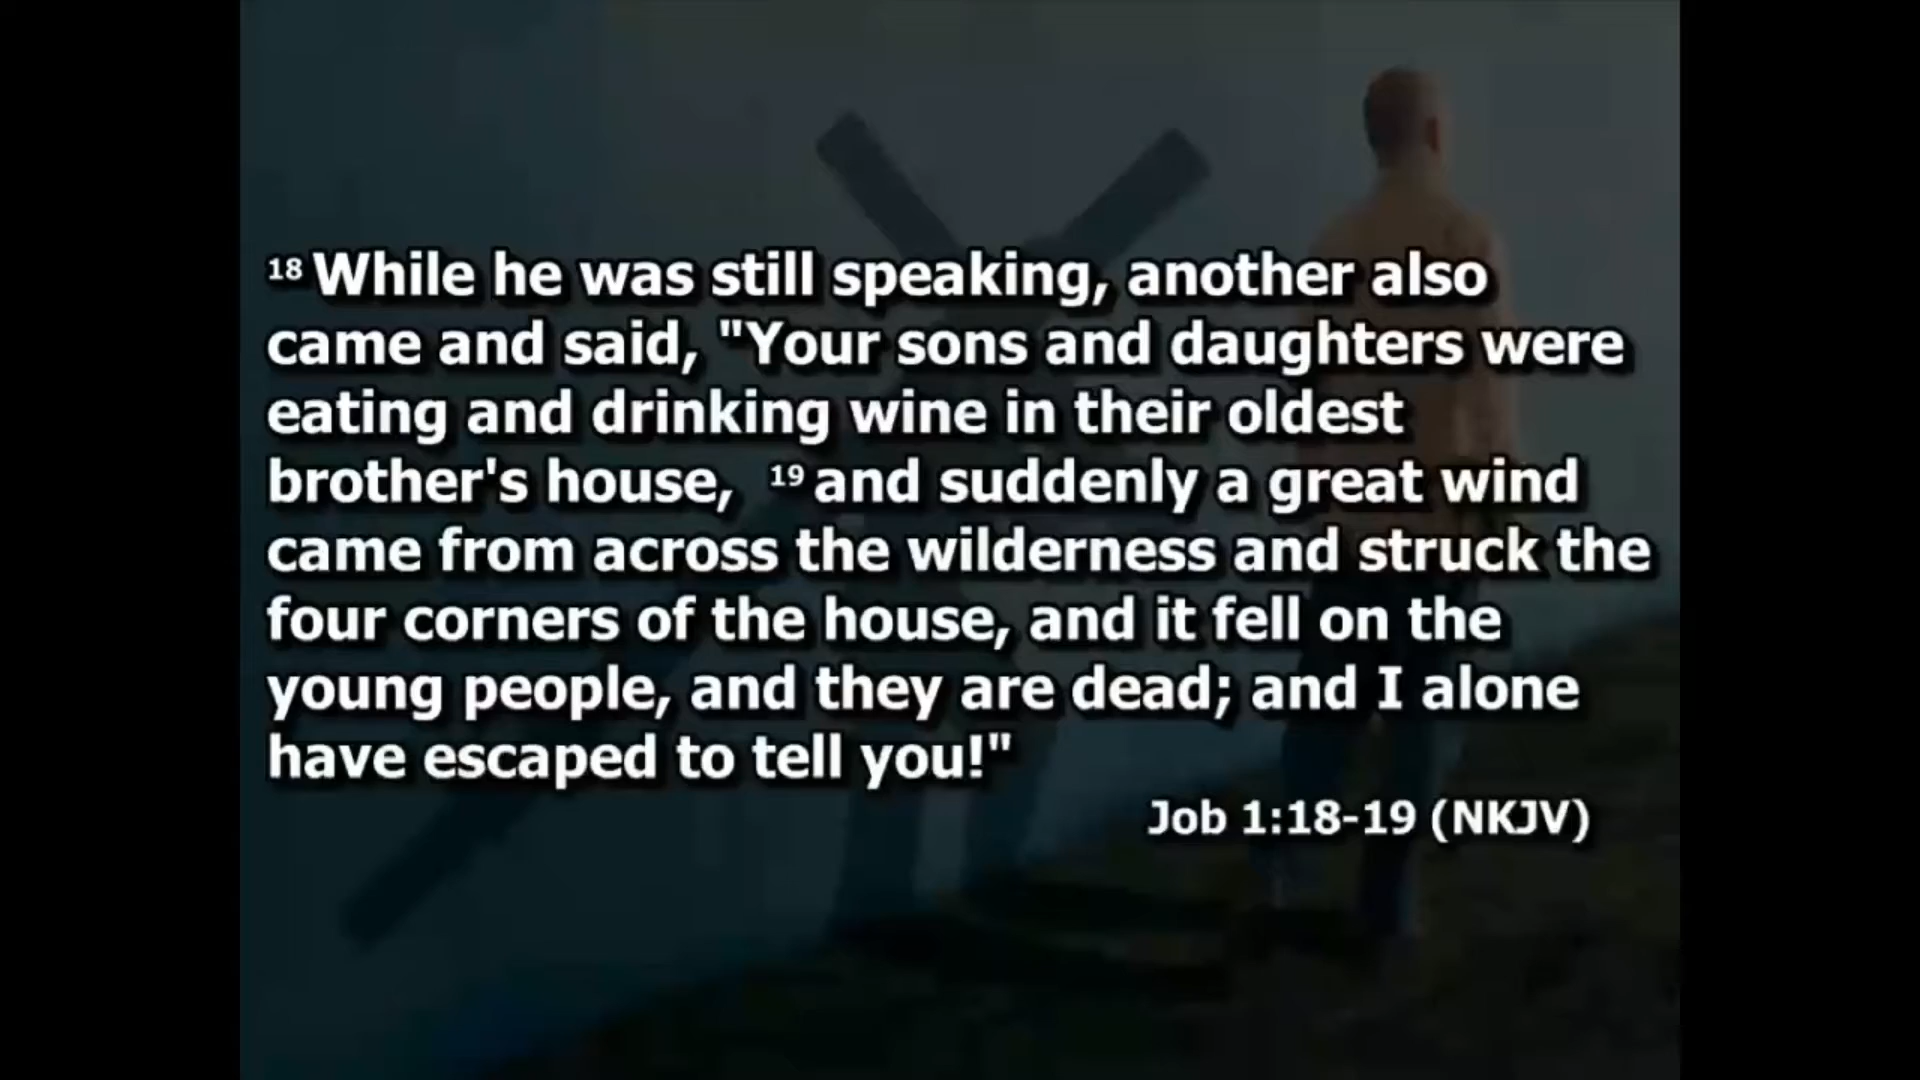 18 While he was still speaking, another also
came and said, "Your sons and daughters were
eating and drinking wine in their oldest
brother's house, 19 and suddenly a great wind
came from across the wilderness and struck the
four corners of the house, and it fell on the
young people, and they are dead; and I alone
have escaped to tell you!"
Job 1:18-19 (NKJV)